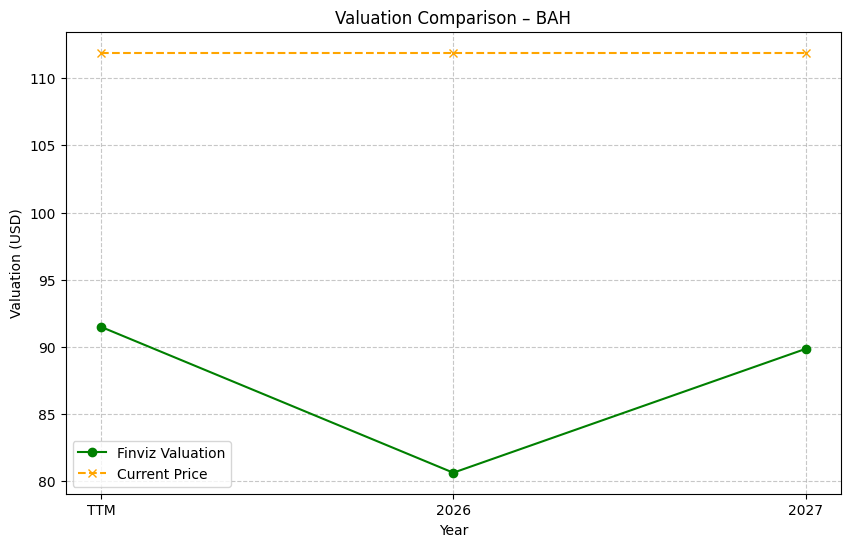 Valuation Comparison – BAH
Valuation (USD)
110
105
100
95
90
85
80
Finviz Valuation
Current Price
TTM
2026
2027
Year